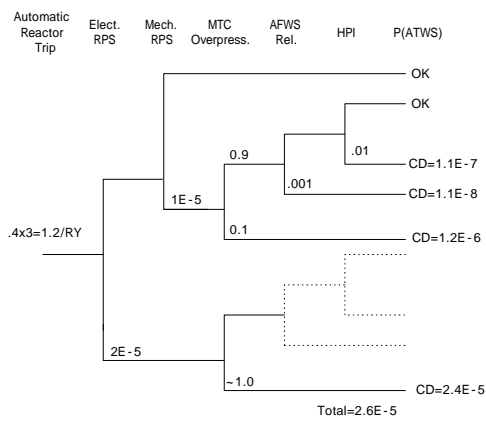 Automatic Reactor Trip
Elect. RPS
Mech. RPS
MTC Overpress.
AFWS Rel.
HPI
P(ATWS)
OK
OK
0.9
.01
CD=1.1E-7
.001
CD=1.1E-8
1E-5
0.1
CD=1.2E-6
.4x3=1.2/RY
2E-5
~1.0
CD=2.4E-5
Total=2.6E-5